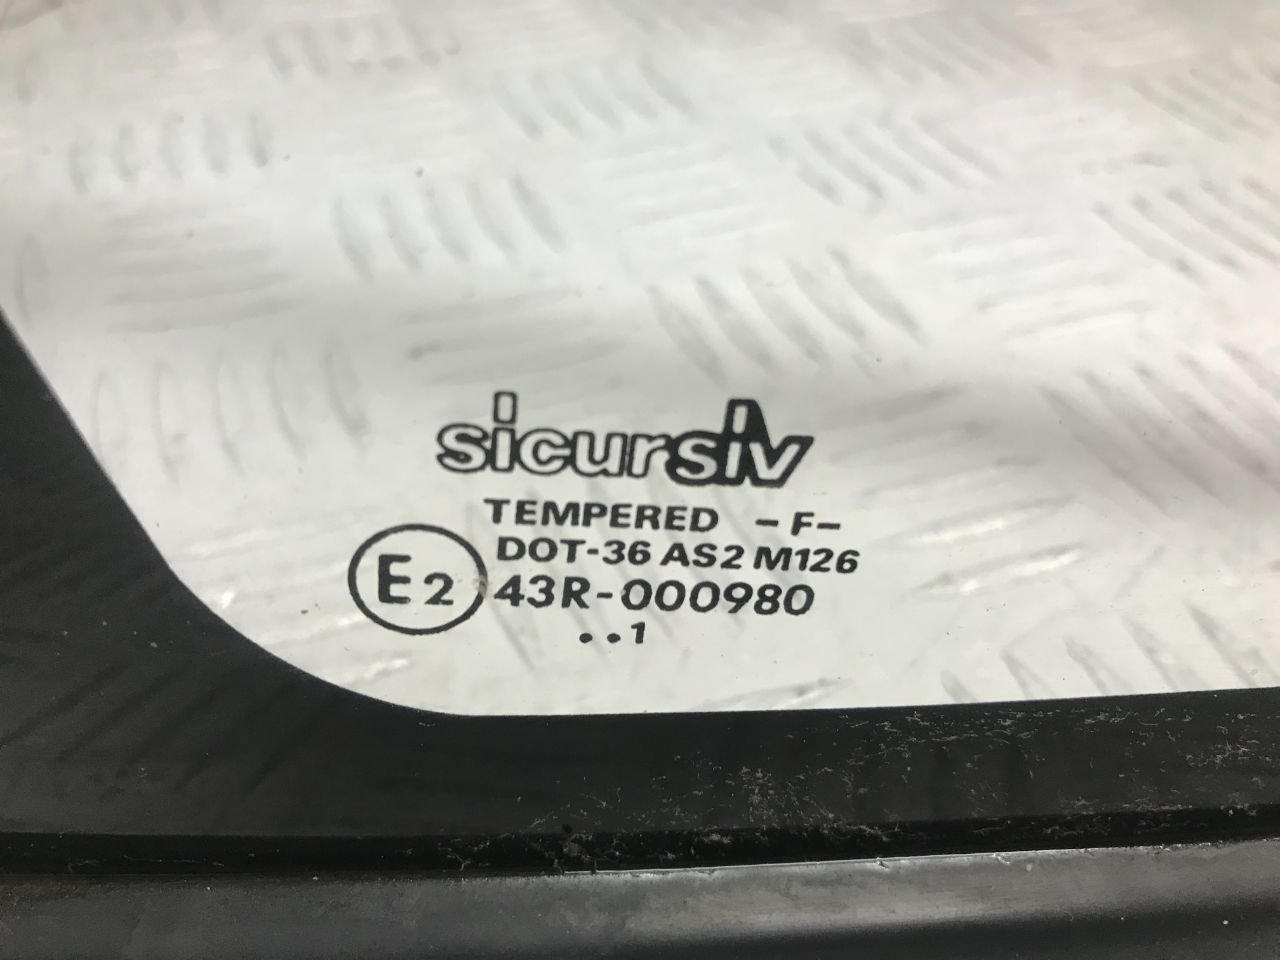 sicursiv
TEMPERED -F-
DOT-36 AS2 M126
E2 43R-000980
..1